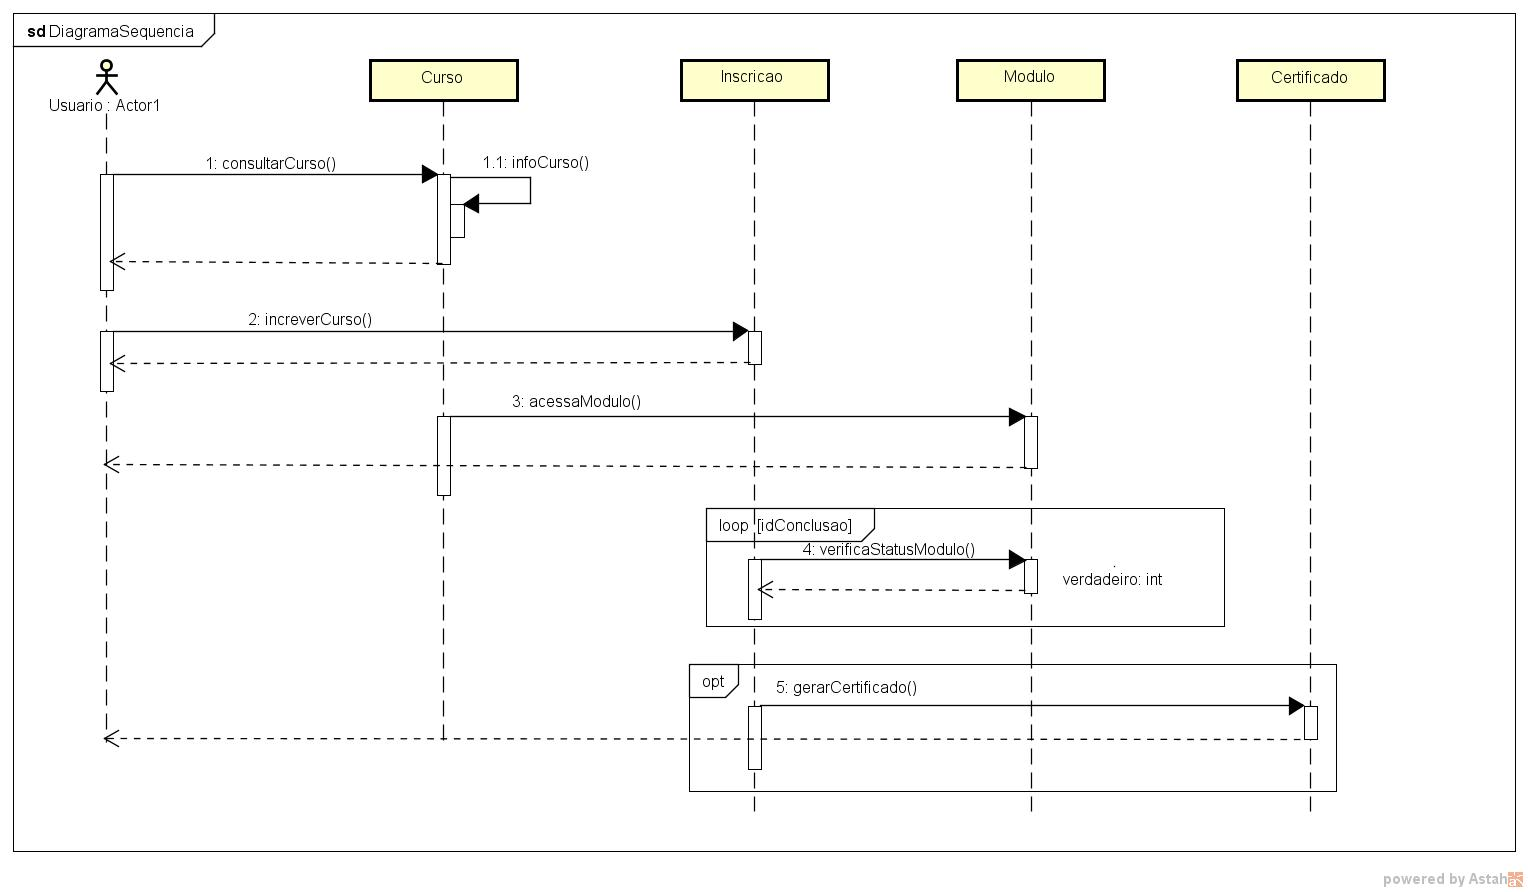 sd DiagramaSequencia
Usuario : Actor1
Curso
Inscricao
Modulo
Certificado
1: consultarCurso()
1.1: infoCurso()
2: increverCurso()
3: acessaModulo()
loop [idConclusao]
4: verificaStatusModulo()
.
verdadeiro: int
opt
5: gerarCertificado()
powered by Astah